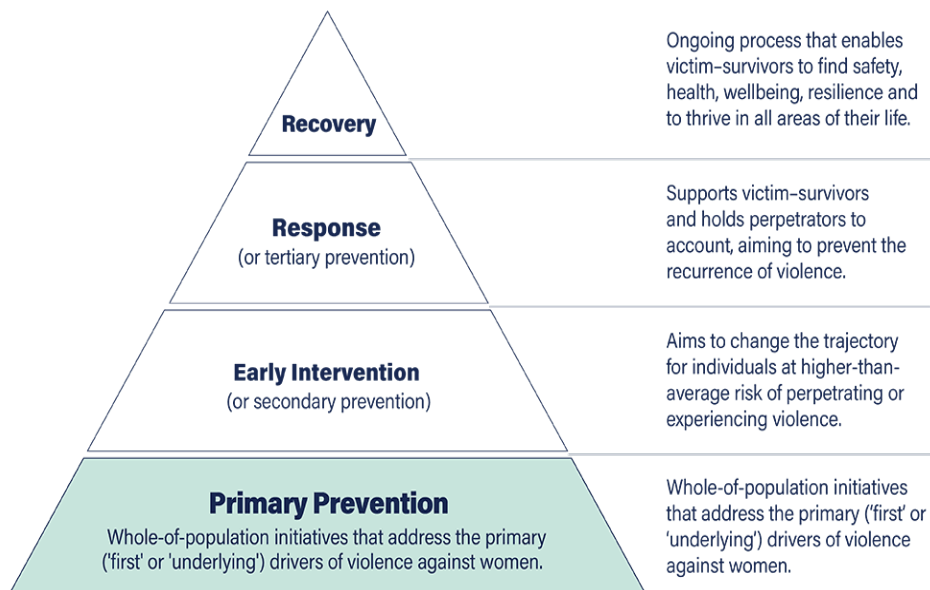 Recovery
Ongoing process that enables
victim–survivors to find safety,
health, wellbeing, resilience and
to thrive in all areas of their life.
Response
(or tertiary prevention)
Supports victim–survivors
and holds perpetrators to
account, aiming to prevent the
recurrence of violence.
Early Intervention
(or secondary prevention)
Aims to change the trajectory
for individuals at higher-than-
average risk of perpetrating or
experiencing violence.
Primary Prevention
Whole-of-population initiatives that address the primary
('first' or 'underlying') drivers of violence against women.
Whole-of-population initiatives
that address the primary (‘first’ or
‘underlying’) drivers of violence
against women.